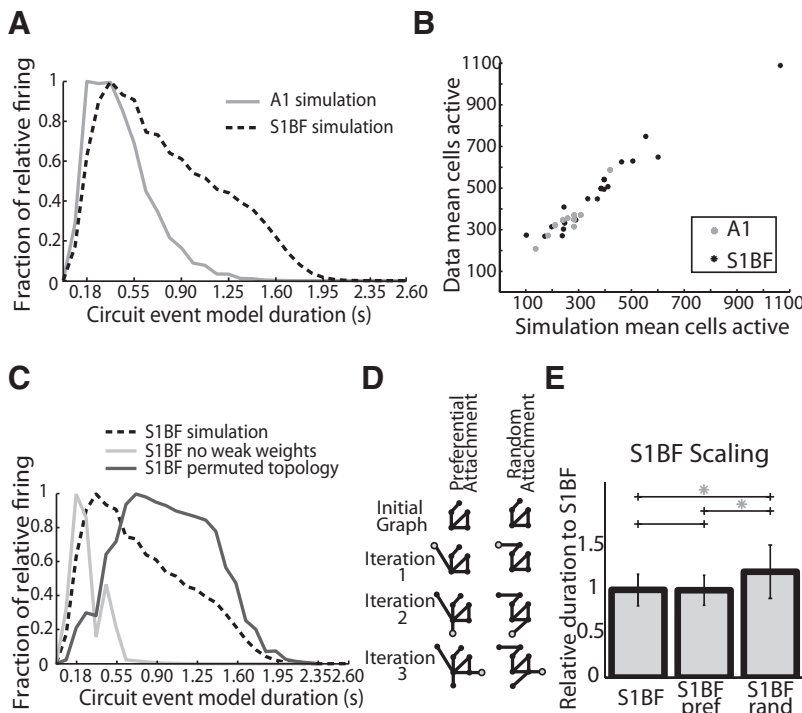 A
Fraction of relative firing
1
0.8
0.6
0.4
0.2
0
A1 simulation
S1BF simulation
0.18 0.55 0.90 1.25 1.60 1.95 2.35 2.60
Circuit event model duration (s)
B
Data mean cells active
1100
900
700
500
300
100
A1
S1BF
100 300 500 700 900 1100
Simulation mean cells active
C
S1BF simulation
S1BF no weak weights
S1BF permuted topology
Fraction of relative firing
1
0.8
0.6
0.4
0.2
0
0.18 0.55 0.90 1.25 1.60 1.95 2.352.60
Circuit event model duration (s)
D
Preferential
Attachment
Random
Attachment
Initial
Graph
Iteration
1
Iteration
2
Iteration
3
E
S1BF Scaling
Relative duration to S1BF
1.5
1
0.5
0
*
*
S1BF
S1BF
pref
S1BF
rand